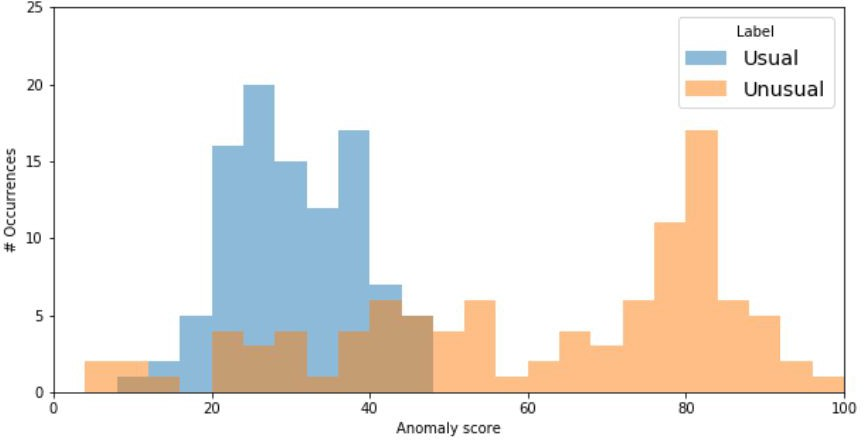 25
20
15
10
5
0
# Occurrences
0 20 40 60 80 100
Anomaly score
Label
Usual
Unusual